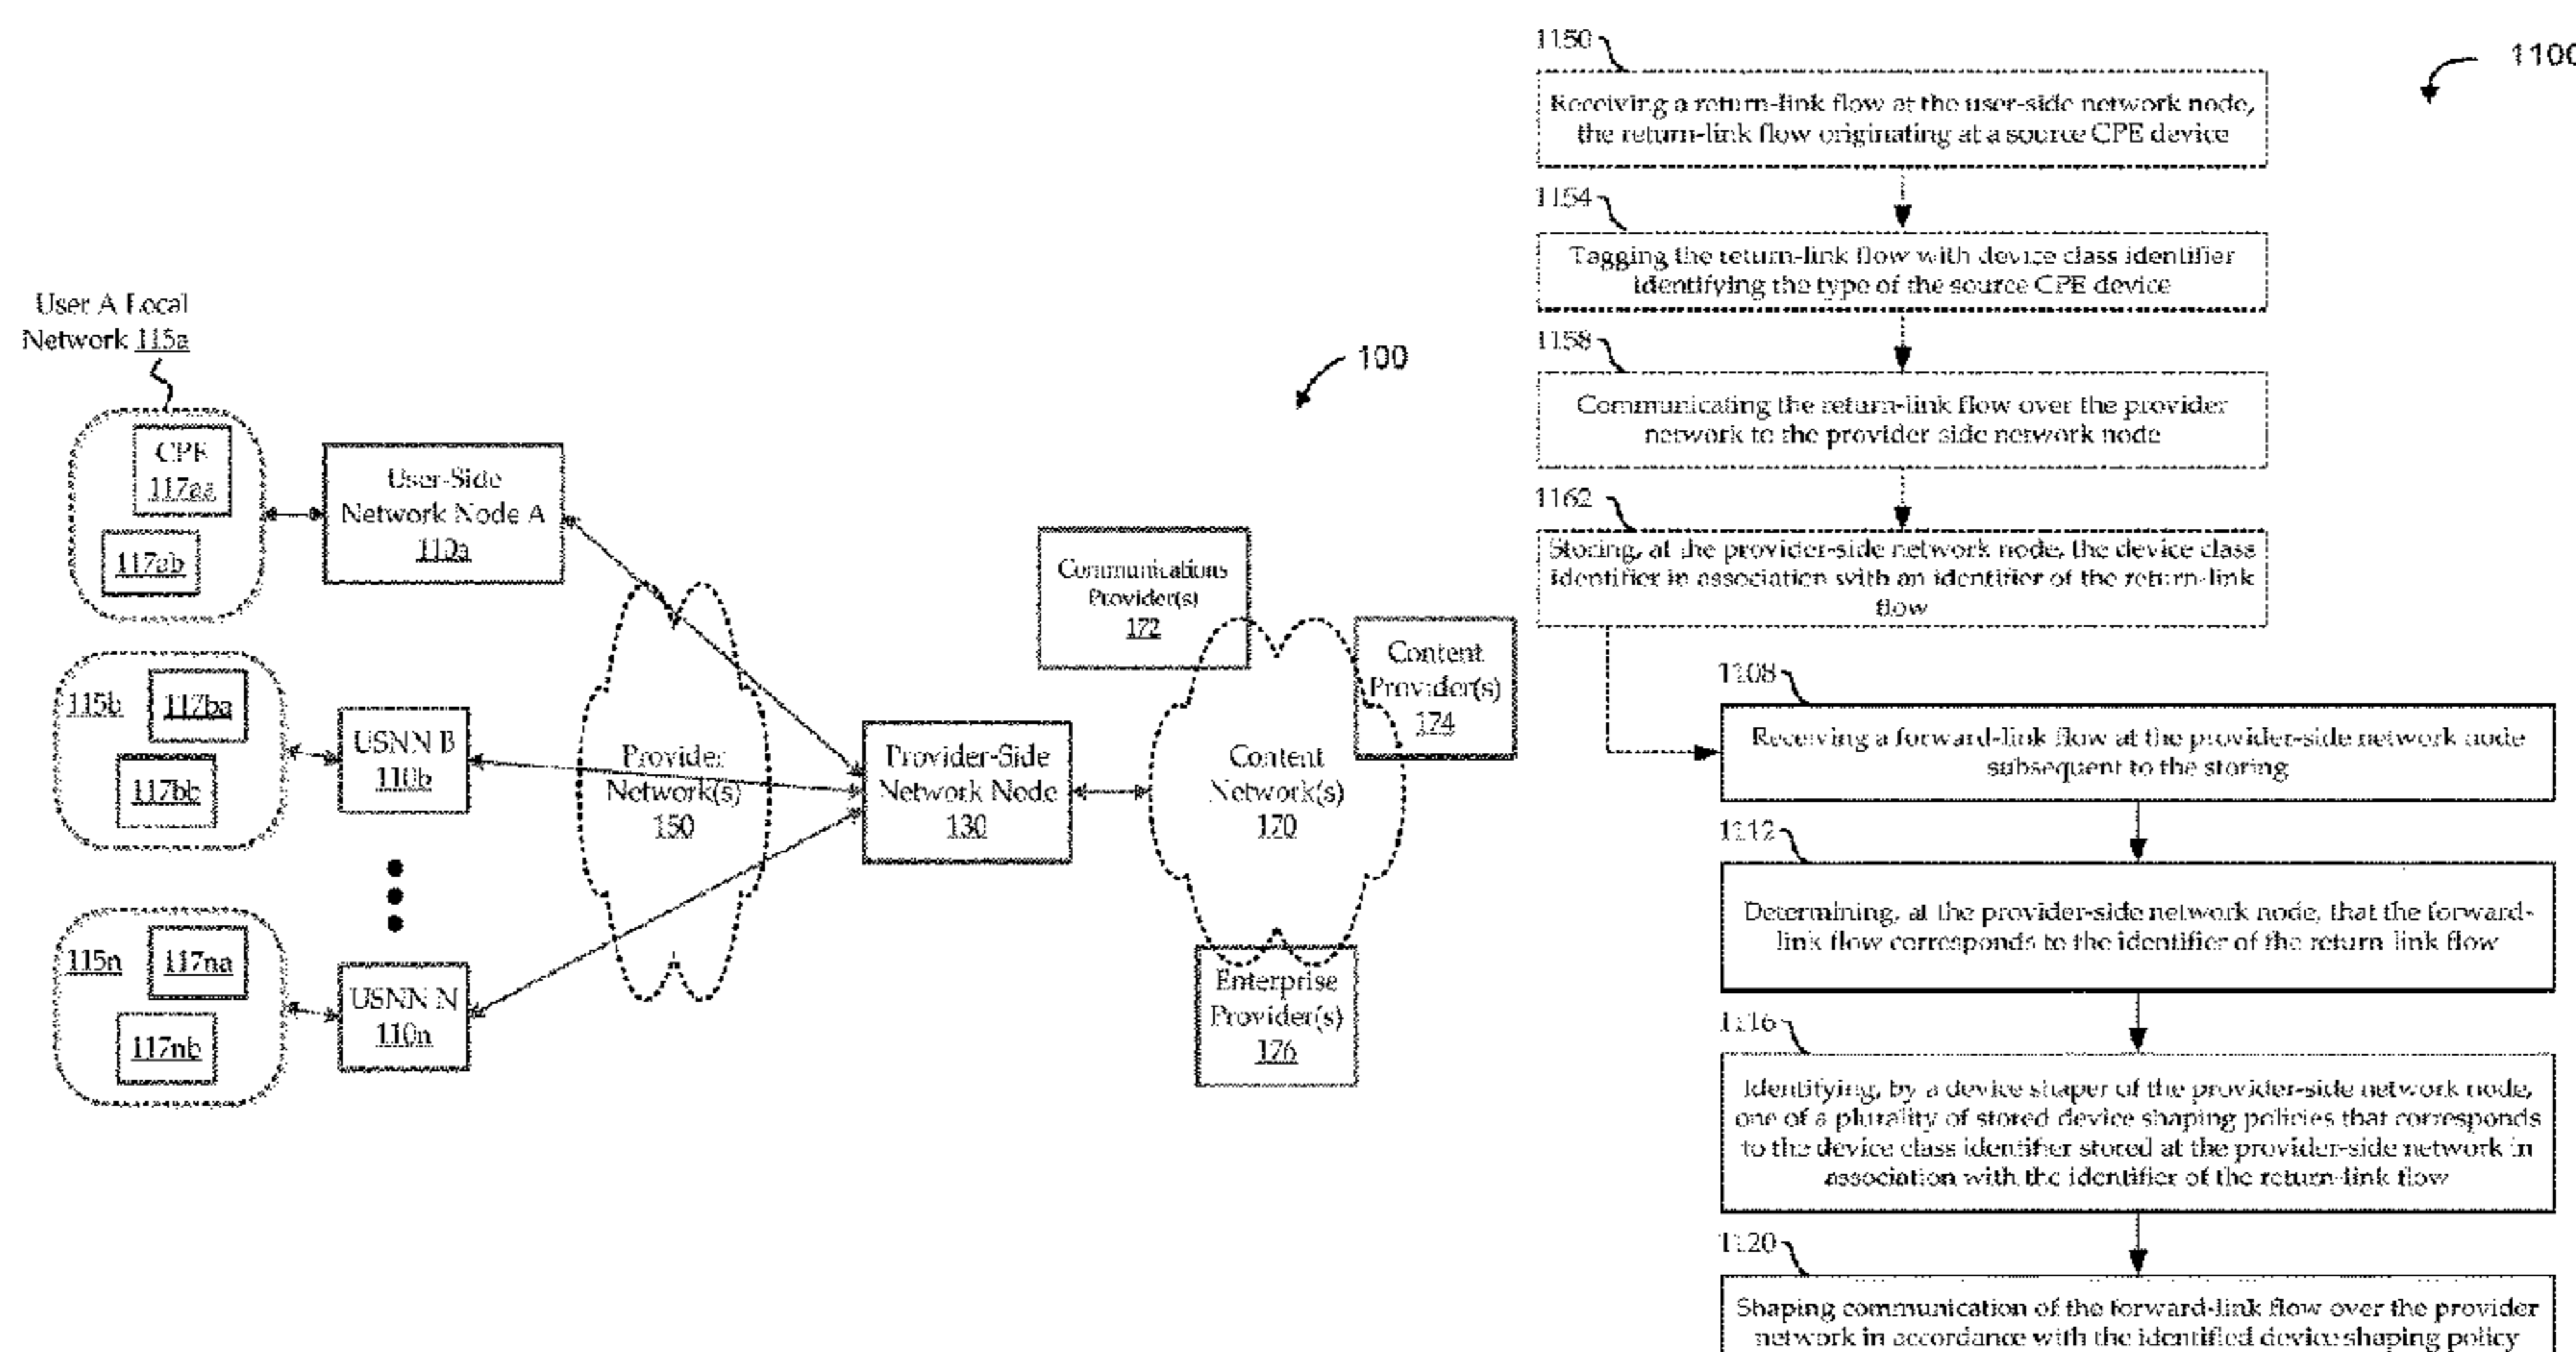 User A Local
Network 115a
CPE
117aa
117ab
User-Side
Network Node A
110a
115b
117ba
117bb
USNN B
110b
115n
117na
117nb
USNN N
110n
Provider
Network(s)
150
Provider-Side
Network Node
130
100
Communications
Provider(s)
172
Content
Provider(s)
174
Content
Network(s)
170
Enterprise
Provider(s)
176
1100
1150
Receiving a return-link flow at the user-side network node,
the return-link flow originating at a source CPE device
1154
Tagging the return-link flow with device class identifier
identifying the type of the source CPE device
1158
Communicating the return-link flow over the provider
network to the provider side network node
1162
Storing, at the provider-side network node, the device class
identifier in association with an identifier of the return-link
flow
1108
Receiving a forward-link flow at the provider-side network node
subsequent to the storing
1112
Determining, at the provider-side network node, that the forward-
link flow corresponds to the identifier of the return link flow
1116
Identifying, by a device shaper of the provider-side network node,
one of a plurality of stored device shaping policies that corresponds
to the device class identifier stored at the provider-side network in
association with the identifier of the return-link flow
1120
Shaping communication of the forward-link flow over the provider
network in accordance with the identified device shaping policy